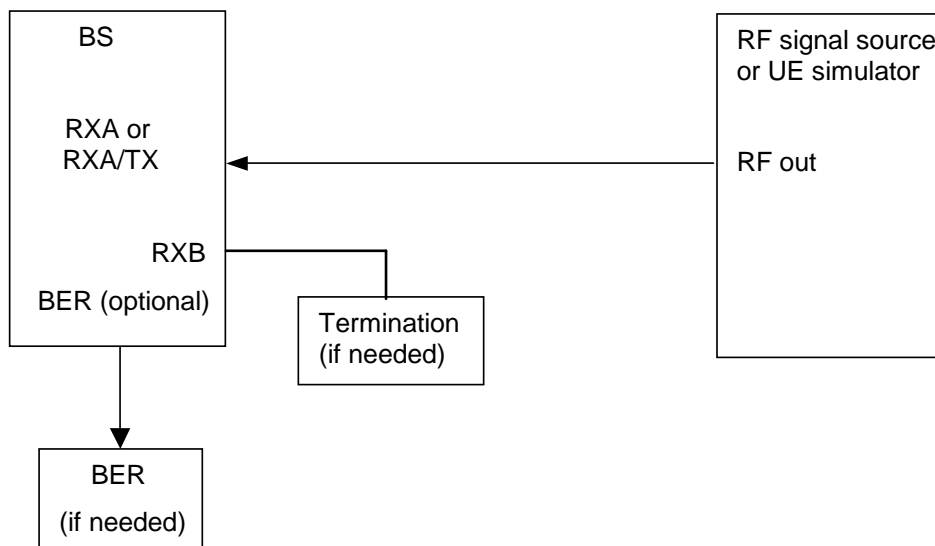 BS
RXA or
RXA/TX
RXB
BER (optional)
Termination
(if needed)
BER
(if needed)
RF signal source
or UE simulator
RF out